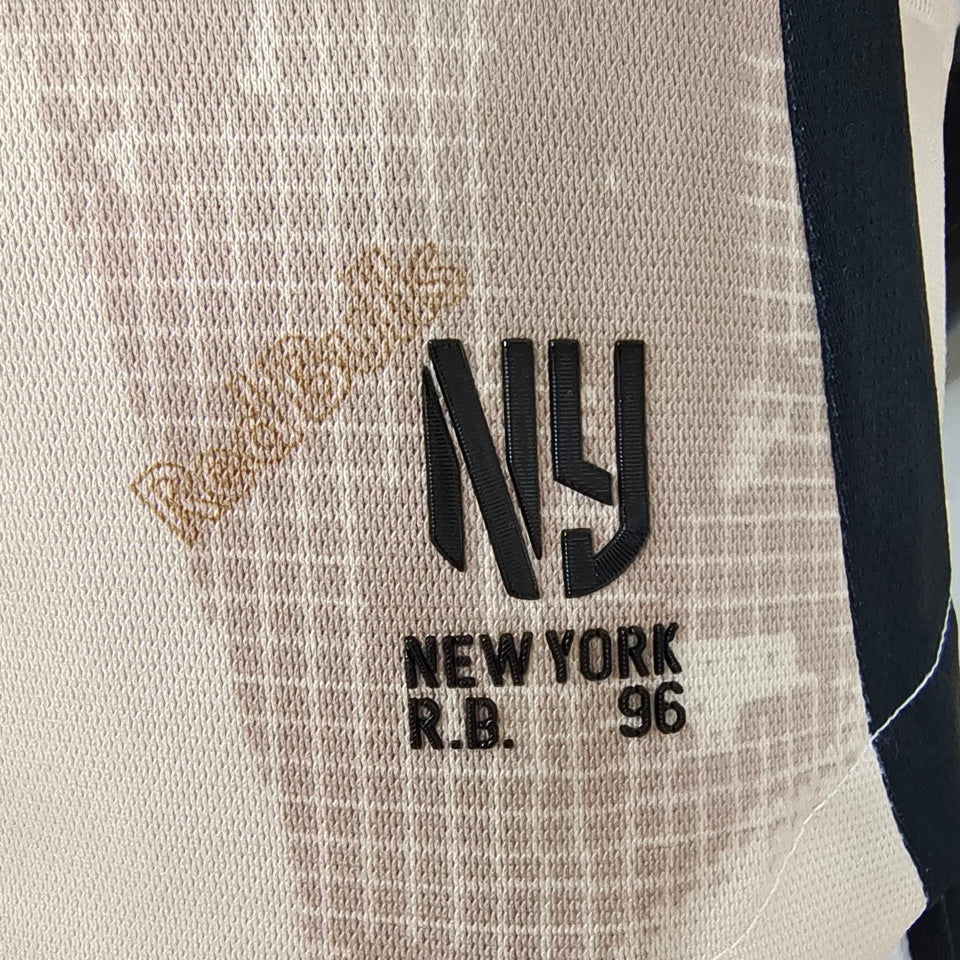 Red Bulls
NY
NEW YORK
R.B. 96